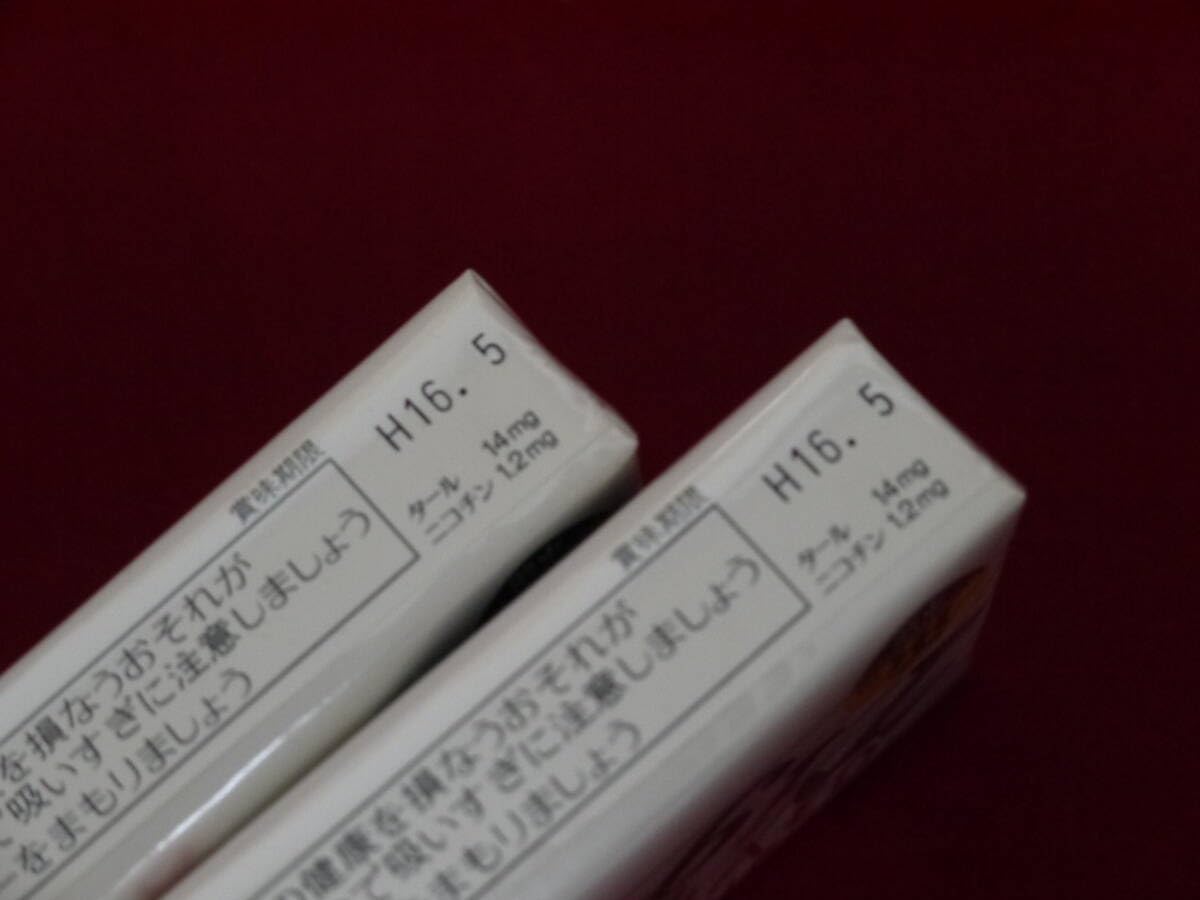 賞味期限
H16. 5
タール 14mg
ニコチン 1.2mg
を損なうおそれが
吸いすぎに注意しましょう
をまもりましょう
賞味期限
H16. 5
タール 14mg
ニコチン 1.2mg
の健康を損なうおそれが
で吸いすぎに注意しましょう
まもりましょう